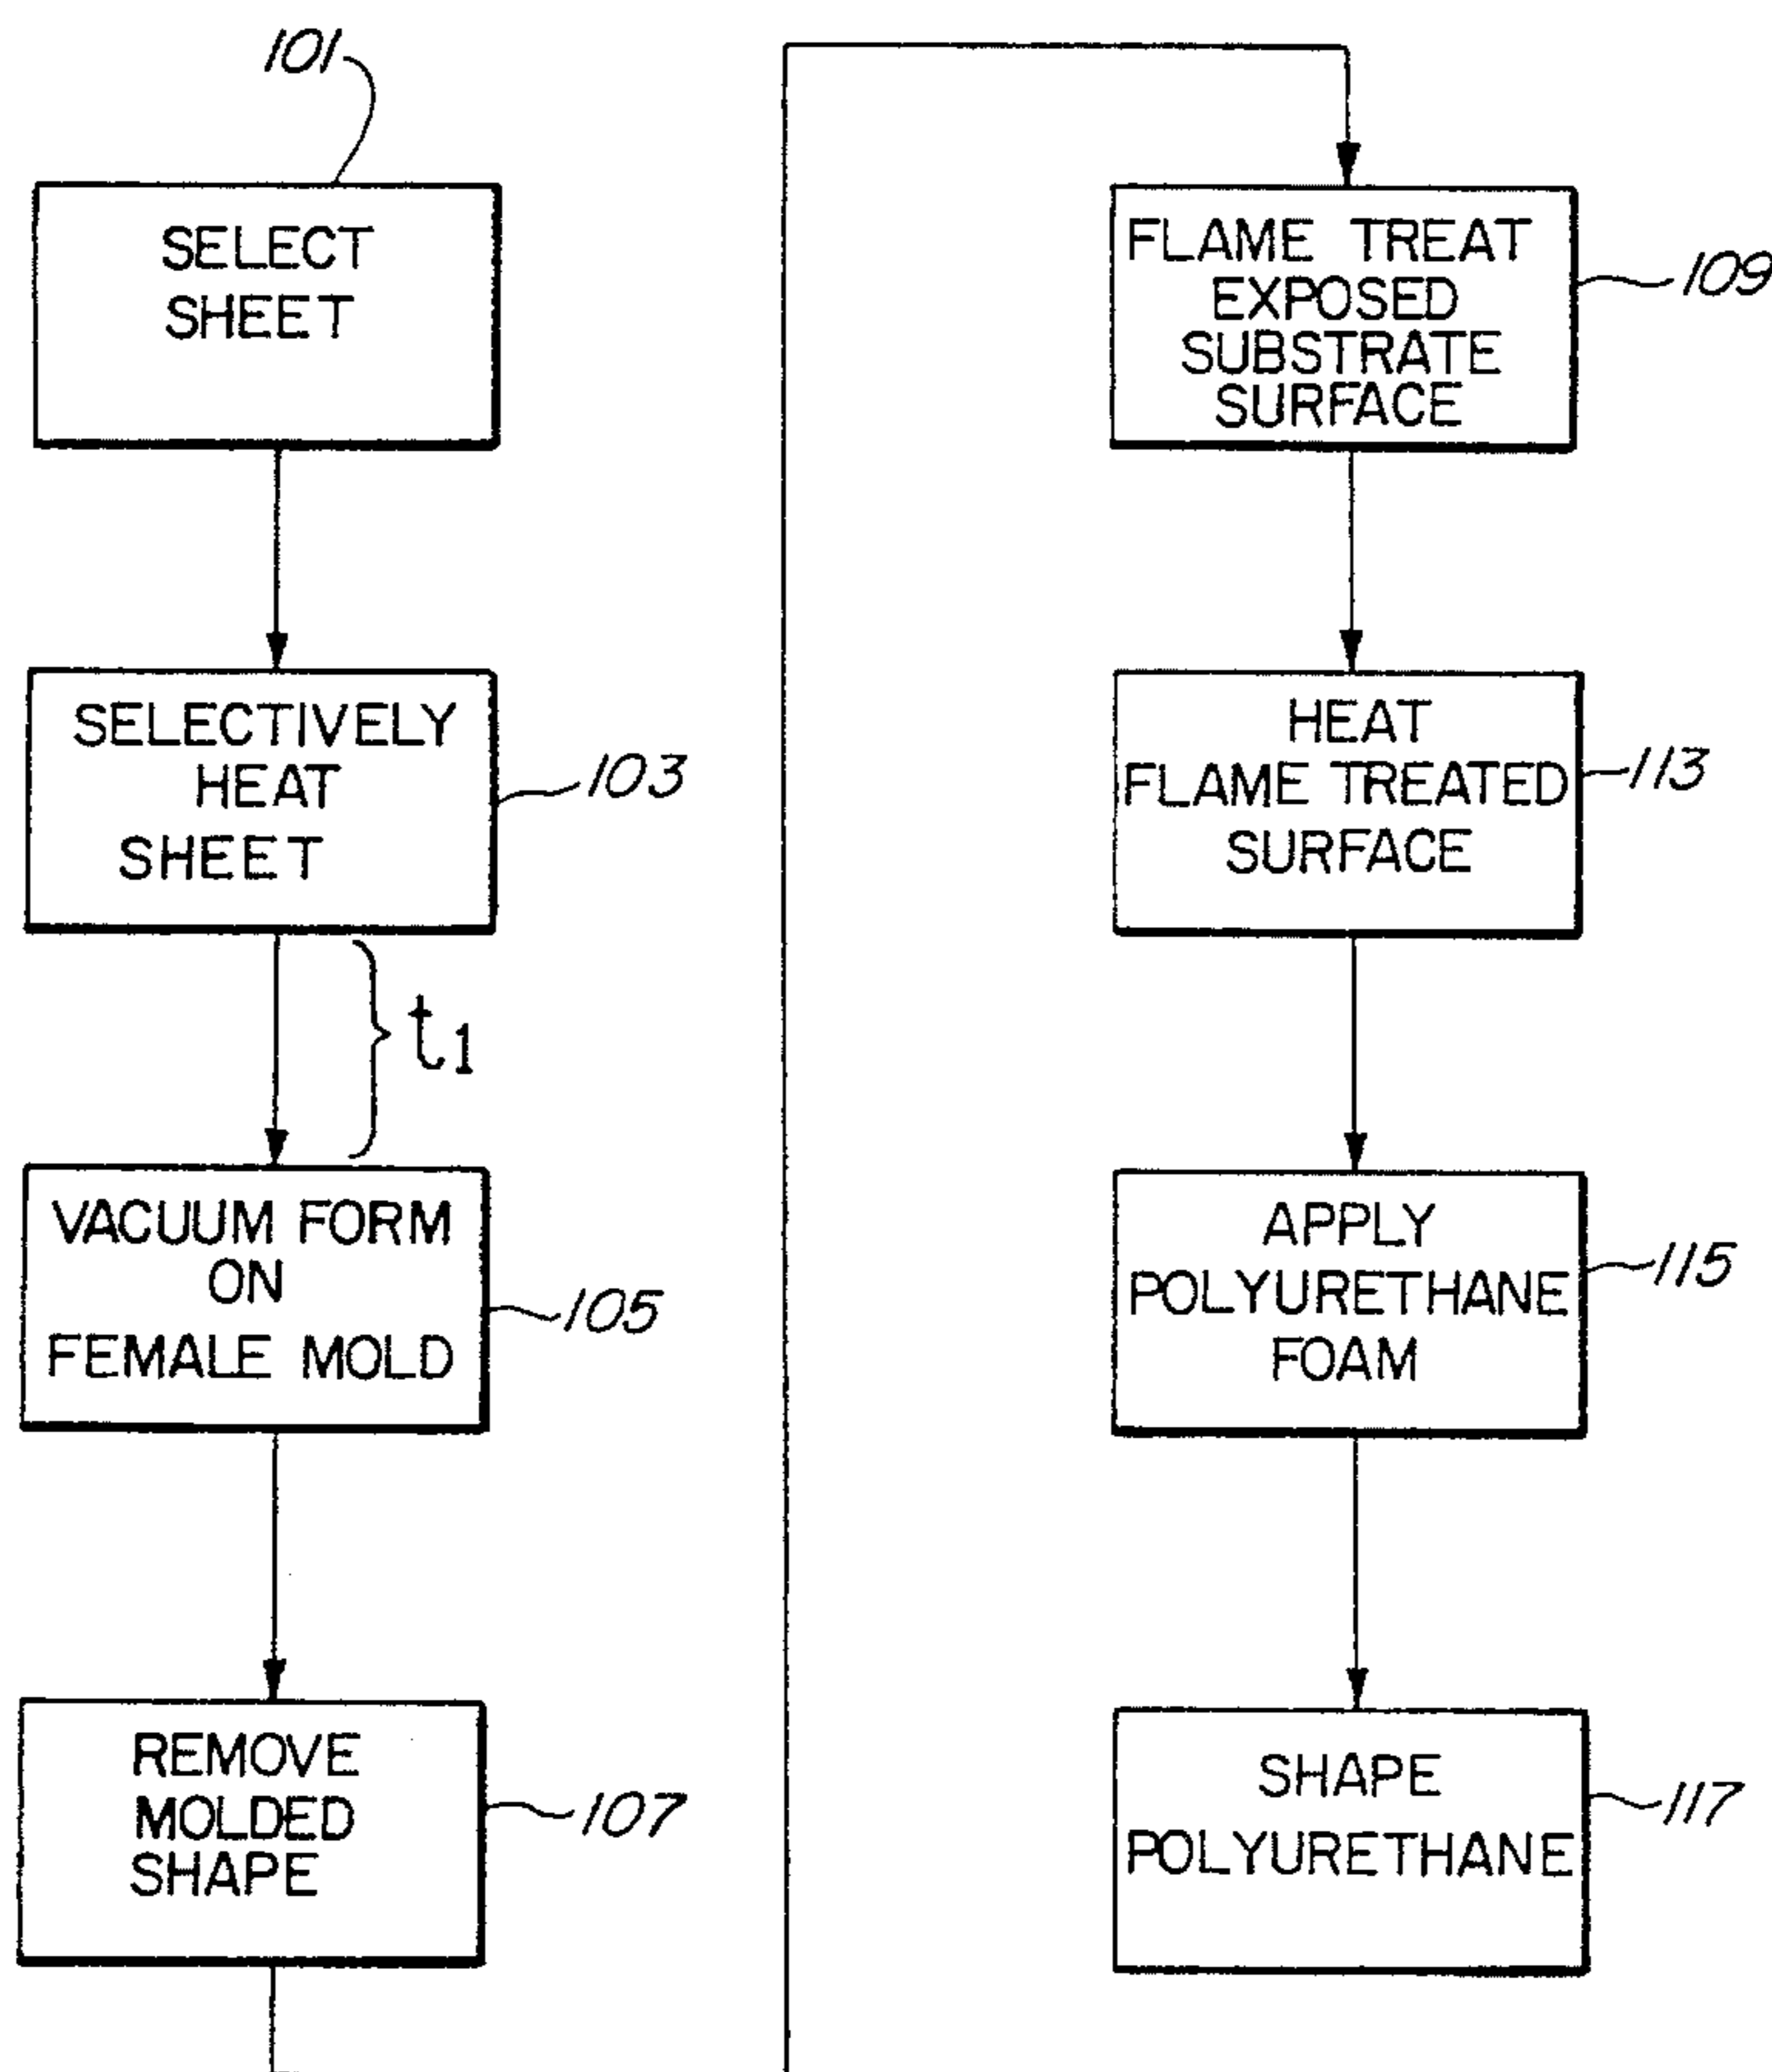 101
SELECT
SHEET
SELECTIVELY
HEAT
SHEET
103
t1
VACUUM FORM
ON
FEMALE MOLD
105
REMOVE
MOLDED
SHAPE
107
FLAME TREAT
EXPOSED
SUBSTRATE
SURFACE
109
HEAT
FLAME TREATED
SURFACE
113
APPLY
POLYURETHANE
FOAM
115
SHAPE
POLYURETHANE
117